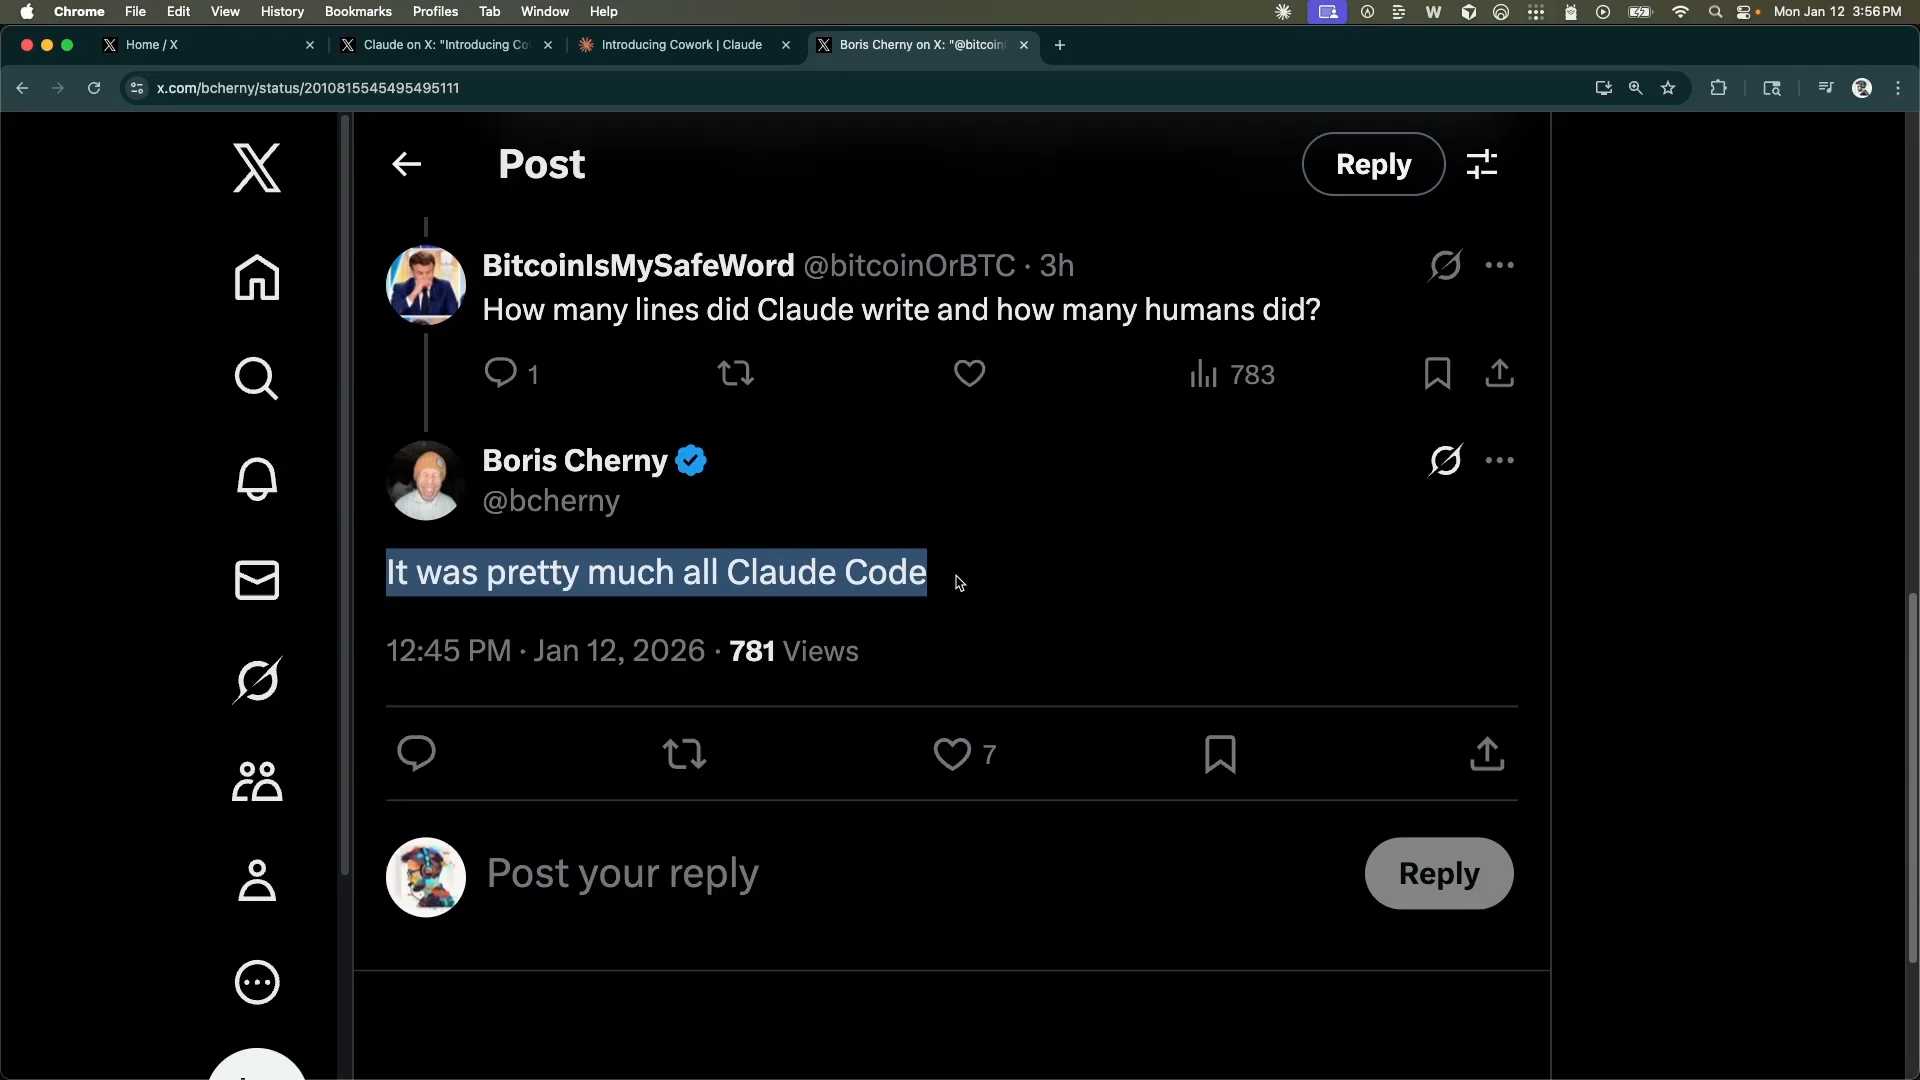 Chrome File Edit View History Bookmarks Profiles Tab Window Help
W
Mon Jan 12 3:56 PM
Home / X
Claude on X: "Introducing Co
Introducing Cowork | Claude
Boris Cherny on X: "@bitcoin
x.com/bcherny/status/2010815545495495111
Post
Reply
BitcoinIsMySafeWord @bitcoinOrBTC · 3h
How many lines did Claude write and how many humans did?
1
783
Boris Cherny
@bcherny
It was pretty much all Claude Code
12:45 PM · Jan 12, 2026 · 781 Views
7
Post your reply
Reply